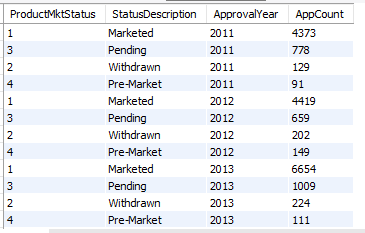 ProductMktStatus StatusDescription ApprovalYear AppCount
1 Marketed 2011 4373
3 Pending 2011 778
2 Withdrawn 2011 129
4 Pre-Market 2011 91
1 Marketed 2012 4419
3 Pending 2012 659
2 Withdrawn 2012 202
4 Pre-Market 2012 149
1 Marketed 2013 6654
3 Pending 2013 1009
2 Withdrawn 2013 224
4 Pre-Market 2013 111